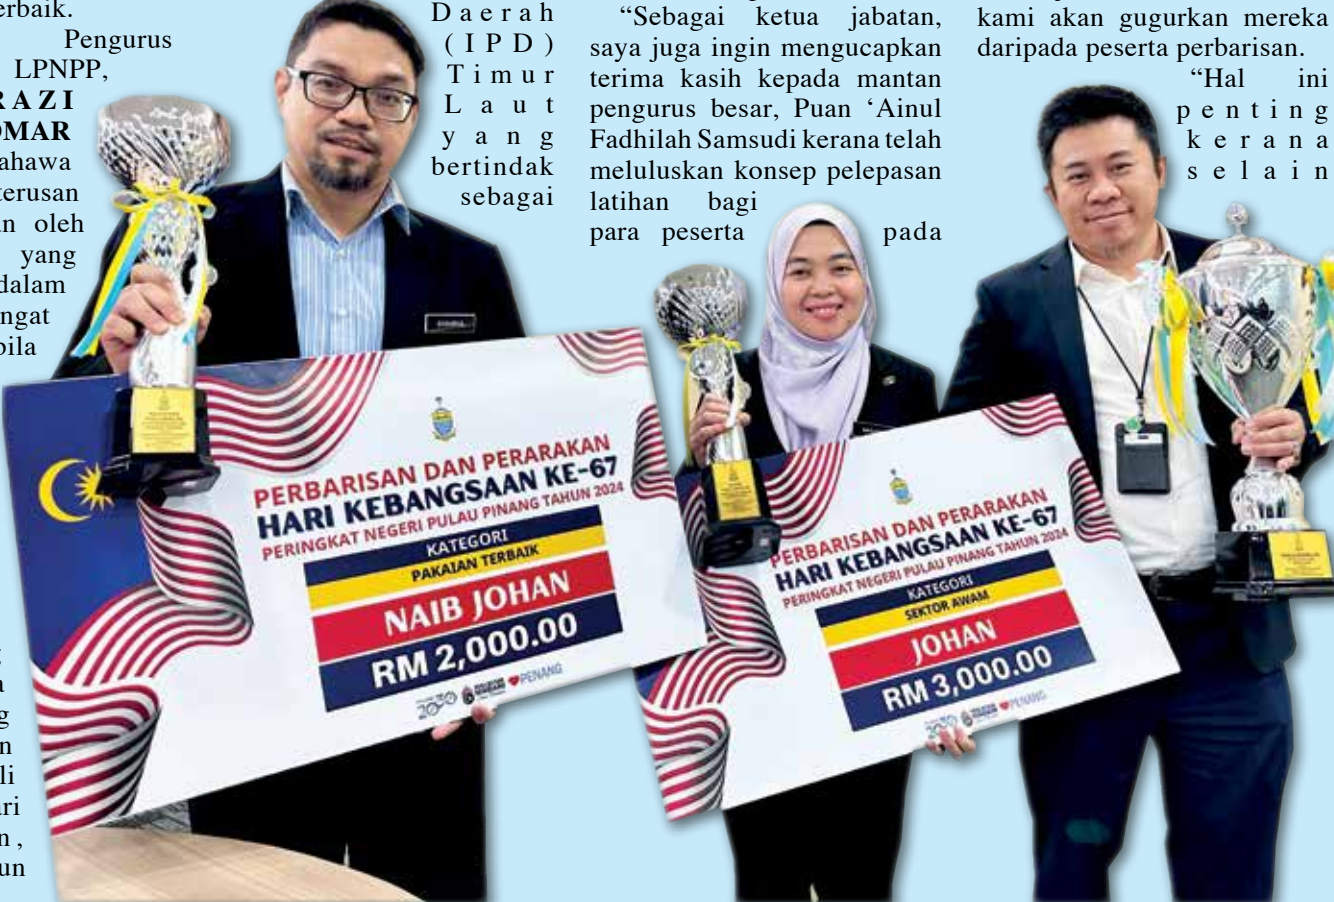 erbaik.
Pengurus
LPNPP,
RAZI
OMAR
ahawa
terusan
n oleh
yang
dalam
ngat
bila
a
g
n
li
ari
n,
un
Daerah
(IPD)
Timur
Laut
yang
bertindak
sebagai
“Sebagai ketua jabatan,
saya juga ingin mengucapkan
terima kasih kepada mantan
pengurus besar, Puan ‘Ainul
Fadhilah Samsudi kerana telah
meluluskan konsep pelepasan
latihan bagi
para peserta pada
kami akan gugurkan mereka
daripada peserta perbarisan.
“Hal ini
penting
kerana
selain
PERBARISAN DAN PERARAKAN
HARI KEBANGSAAN KE-67
PERINGKAT NEGERI PULAU PINANG TAHUN 2024
KATEGORI
PAKAIAN TERBAIK
NAIB JOHAN
RM 2,000.00
PENANG
PERBARISAN DAN PERARAKAN
HARI KEBANGSAAN KE-67
PERINGKAT NEGERI PULAU PINANG TAHUN 2024
KATEGORI
SEKTOR AWAM
JOHAN
RM 3,000.00
PENANG